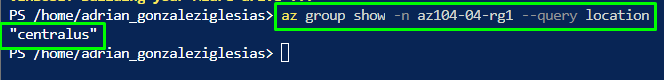 PS /home/adrian_gonzaleziglesias> az group show -n az104-04-rg1 --query location
"centralus"
PS /home/adrian_gonzaleziglesias>